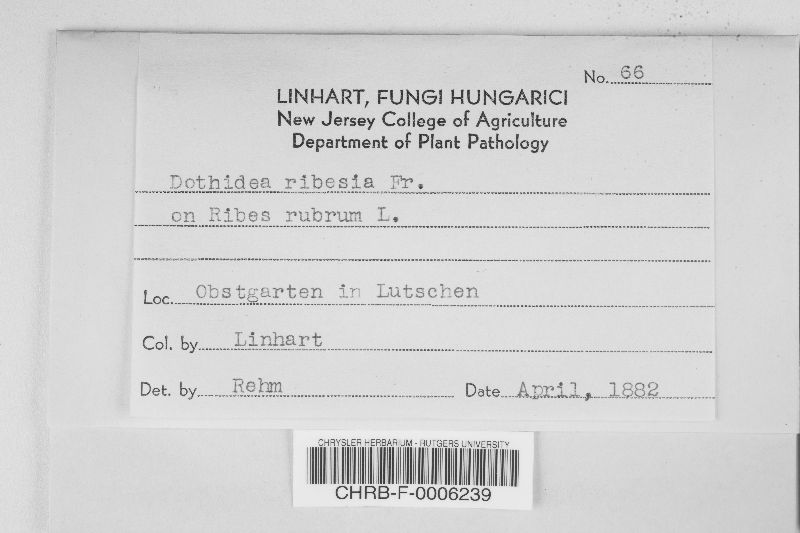 No. 66
LINHART, FUNGI HUNGARICI
New Jersey College of Agriculture
Department of Plant Pathology
Dothidea ribesia Fr.
on Ribes rubrum L.
Loc. Obstgarten in Lutschen
Col. by Linhart
Det. by Rehm Date April, 1882
CHRYSLER HERBARIUM - RUTGERS UNIVERSITY
CHRB-F-0006239